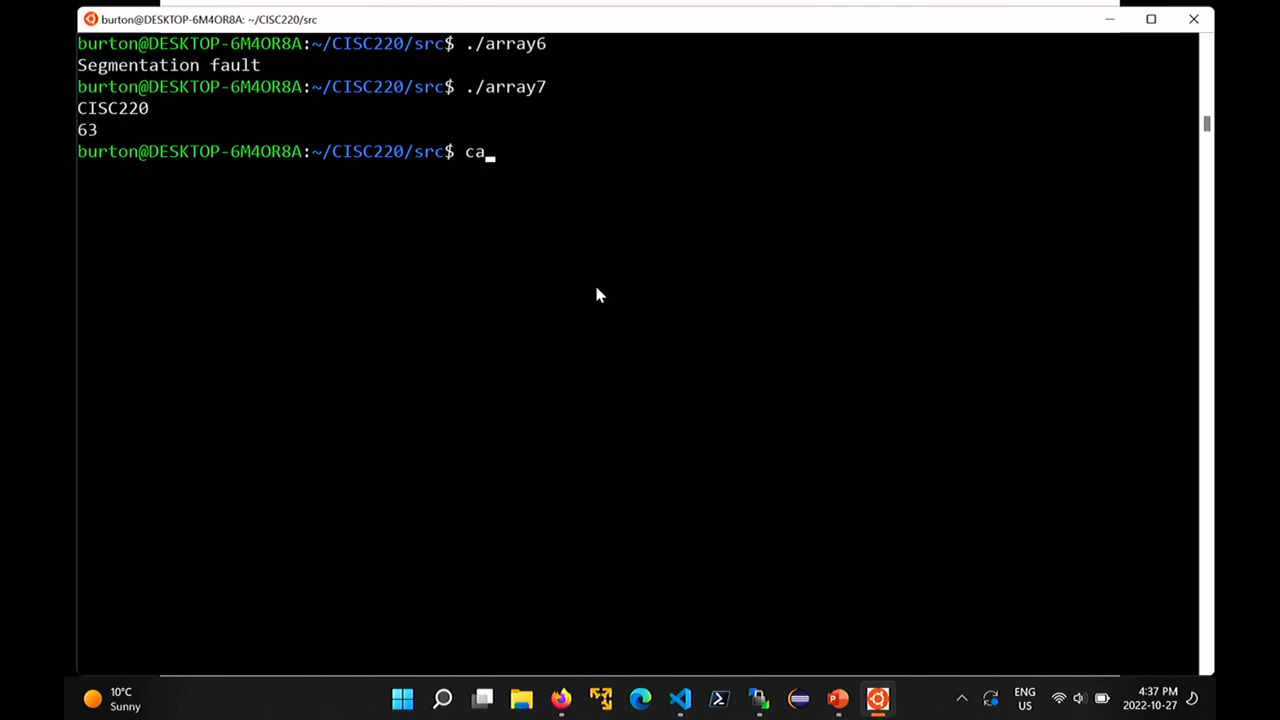 burton@DESKTOP-6M4OR8A: ~/CISC220/src
burton@DESKTOP-6M4OR8A:~/CISC220/src$ ./array6
Segmentation fault
burton@DESKTOP-6M4OR8A:~/CISC220/src$ ./array7
CISC220
63
burton@DESKTOP-6M4OR8A:~/CISC220/src$ ca
10°C
Sunny
ENG
US
4:37 PM
2022-10-27